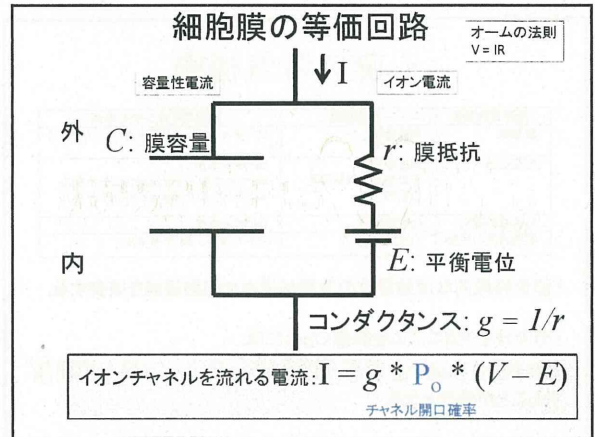 細胞膜の等価回路
オームの法則
V = IR
I
容量性電流
イオン電流
外
C: 膜容量
r: 膜抵抗
内
E: 平衡電位
コンダクタンス: g = 1/r
イオンチャネルを流れる電流: I = g * Po * (V – E)
チャネル開口確率